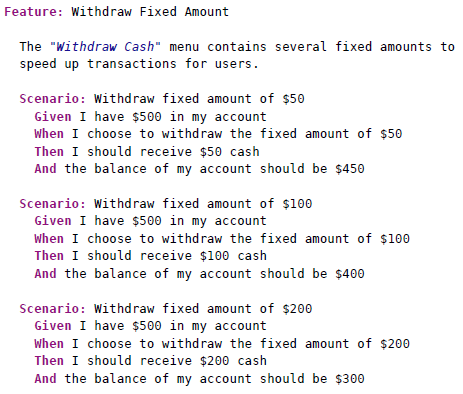 Feature: Withdraw Fixed Amount
The "Withdraw Cash" menu contains several fixed amounts to
speed up transactions for users.
Scenario: Withdraw fixed amount of $50
Given I have $500 in my account
When I choose to withdraw the fixed amount of $50
Then I should receive $50 cash
And the balance of my account should be $450
Scenario: Withdraw fixed amount of $100
Given I have $500 in my account
When I choose to withdraw the fixed amount of $100
Then I should receive $100 cash
And the balance of my account should be $400
Scenario: Withdraw fixed amount of $200
Given I have $500 in my account
When I choose to withdraw the fixed amount of $200
Then I should receive $200 cash
And the balance of my account should be $300